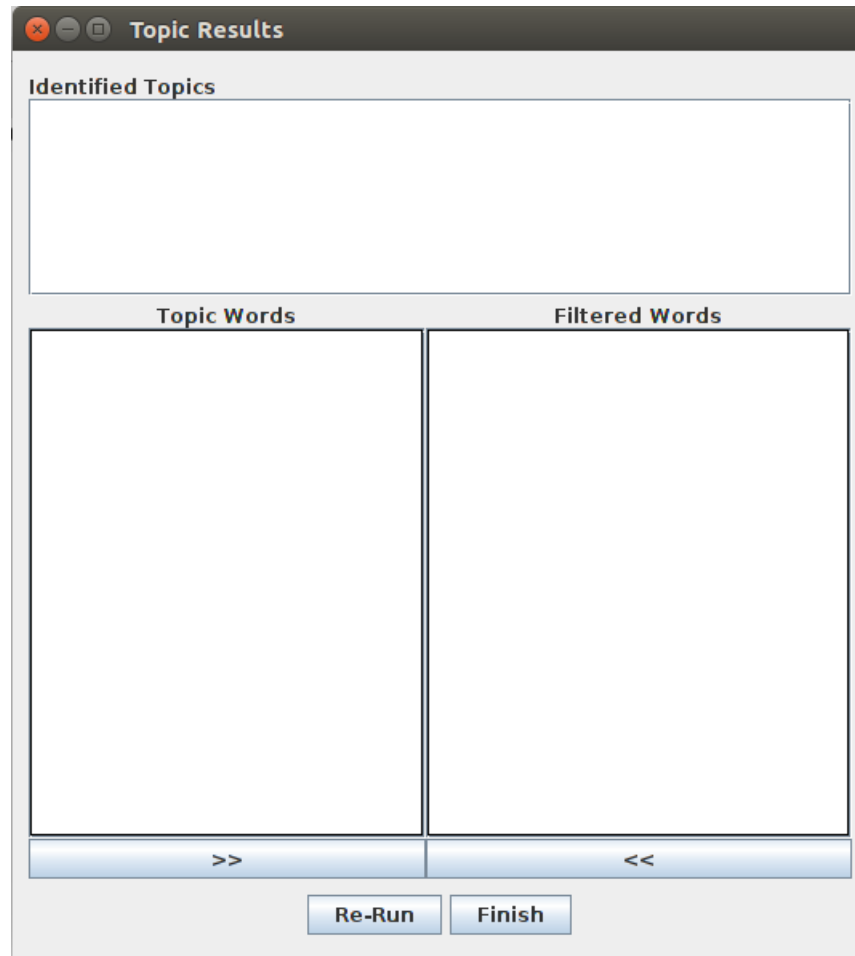 Topic Results
Identified Topics
Topic Words Filtered Words
>> <<
Re-Run Finish